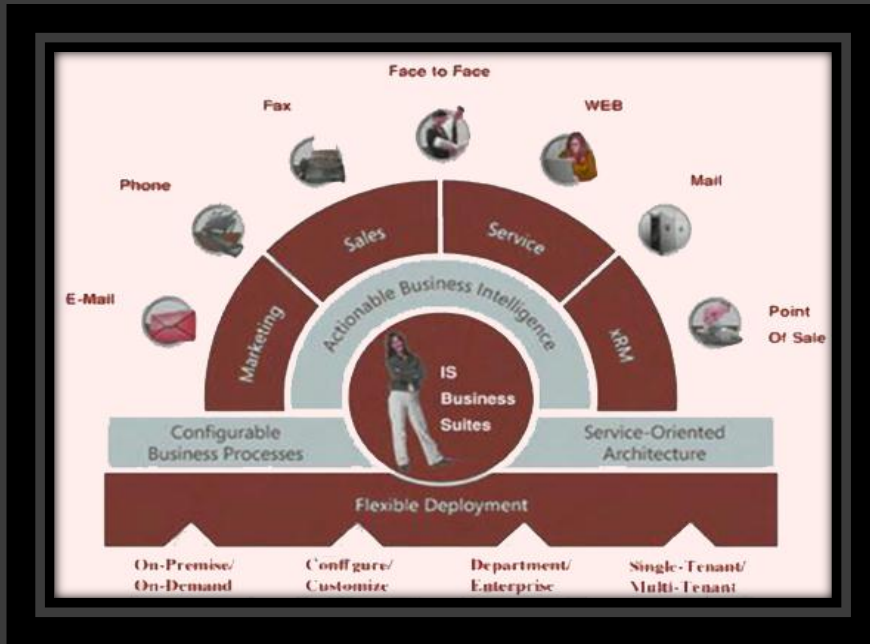 Face to Face
Fax
WEB
Phone
Mail
E-Mail
Point
Of Sale
Marketing
Sales
Service
xRM
Actionable Business Intelligence
IS
Business
Suites
Configurable
Business Processes
Service-Oriented
Architecture
Flexible Deployment
On-Premise/
On-Demand
Conffgure/
Customize
Department/
Enterprise
Single-Tenant/
Multi-Tenant